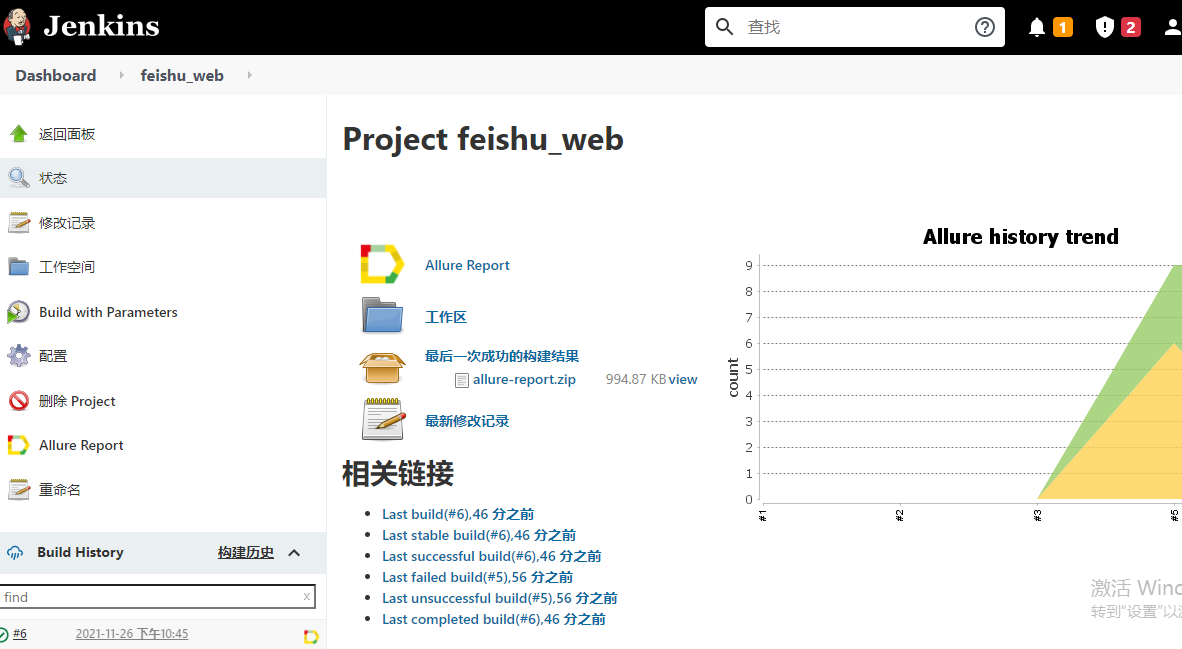 Jenkins
查找
1
2
Dashboard
feishu_web
返回面板
状态
修改记录
工作空间
Build with Parameters
配置
删除 Project
Allure Report
重命名
Build History
构建历史
find
x
#6
2021-11-26 下午10:45
Project feishu_web
Allure Report
工作区
最后一次成功的构建结果
allure-report.zip 994.87 KB view
最新修改记录
相关链接
Last build(#6),46 分之前
Last stable build(#6),46 分之前
Last successful build(#6),46 分之前
Last failed build(#5),56 分之前
Last unsuccessful build(#5),56 分之前
Last completed build(#6),46 分之前
Allure history trend
count
9
8
7
6
5
4
3
2
1
0
#1
#2
#3
#5
激活 Wind
转到"设置"以